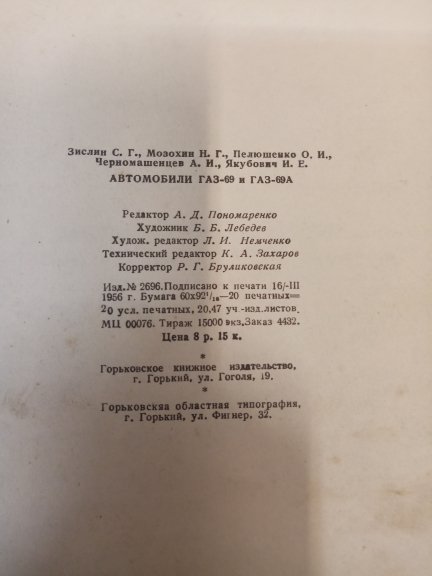 Зислин С. Г., Мозохин Н. Г., Пелюшенко О. И.,
Черномашенцев А. И., Якубович И. Е.
АВТОМОБИЛИ ГАЗ-69 и ГАЗ-69А
Редактор А. Д. Пономаренко
Художник Б. Б. Лебедев
Худож. редактор Л. И. Немченко
Технический редактор К. А. Захаров
Корректор Р. Г. Бруликовская
Изд.№ 2696.Подписано к печати 16/-III
1956 г. Бумага 60х92¹/₁₆—20 печатных=
20 усл. печатных, 20,47 уч.-изд.листов
МЦ 00076. Тираж 15000 экз.Заказ 4432.
Цена 8 р. 15 к.
*
Горьковское книжное издательство,
г. Горький, ул. Гоголя, 19.
*
Горьковская областная типография,
г. Горький, ул. Фигнер, 32.